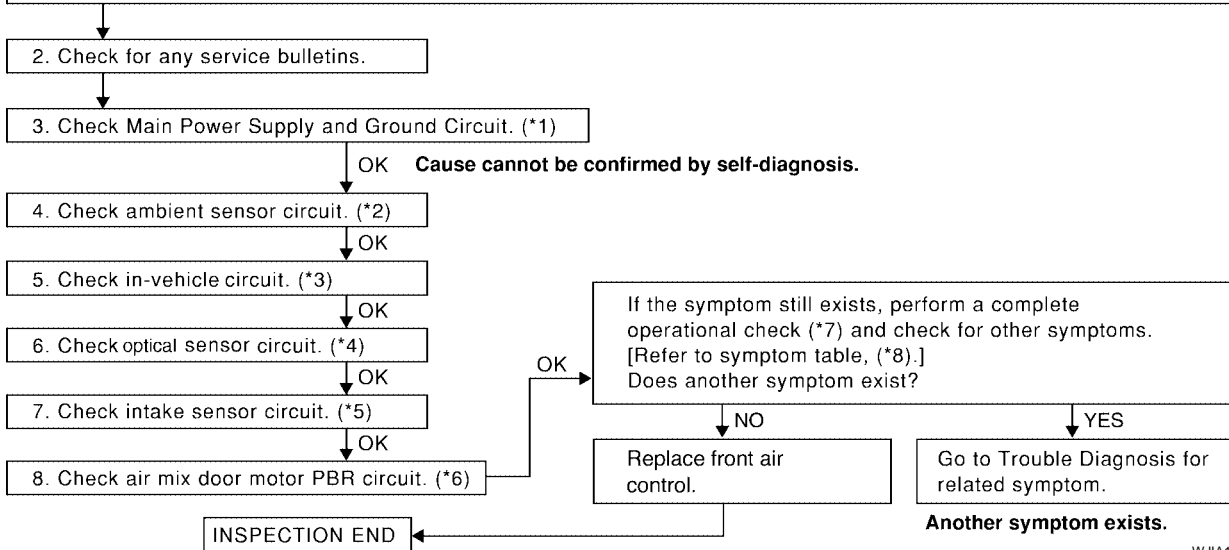 2. Check for any service bulletins.
3. Check Main Power Supply and Ground Circuit. (*1)
OK
Cause cannot be confirmed by self-diagnosis.
4. Check ambient sensor circuit. (*2)
OK
5. Check in-vehicle circuit. (*3)
OK
6. Check optical sensor circuit. (*4)
OK
7. Check intake sensor circuit. (*5)
OK
8. Check air mix door motor PBR circuit. (*6)
OK
If the symptom still exists, perform a complete
operational check (*7) and check for other symptoms.
[Refer to symptom table, (*8).]
Does another symptom exist?
NO
YES
Replace front air
control.
Go to Trouble Diagnosis for
related symptom.
Another symptom exists.
INSPECTION END